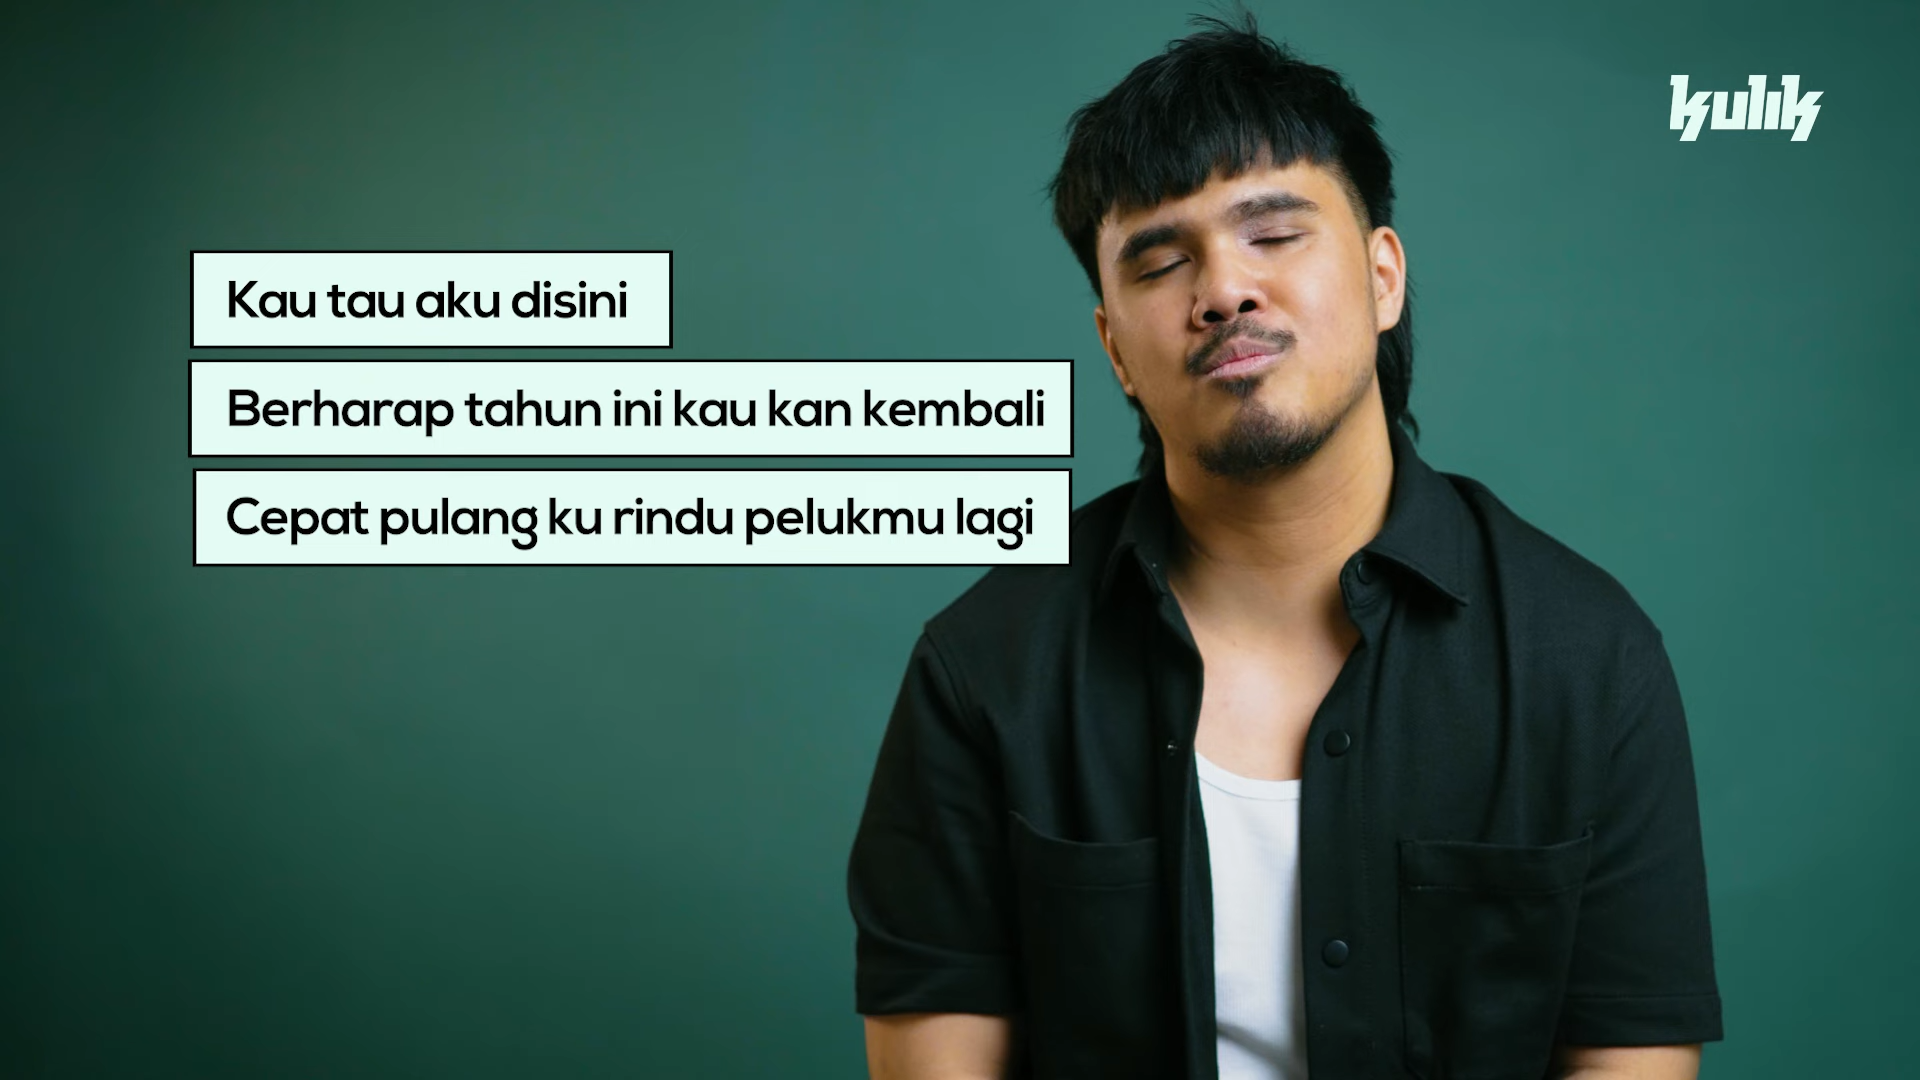 kulik
Kau tau aku disini
Berharap tahun ini kau kan kembali
Cepat pulang ku rindu pelukmu lagi